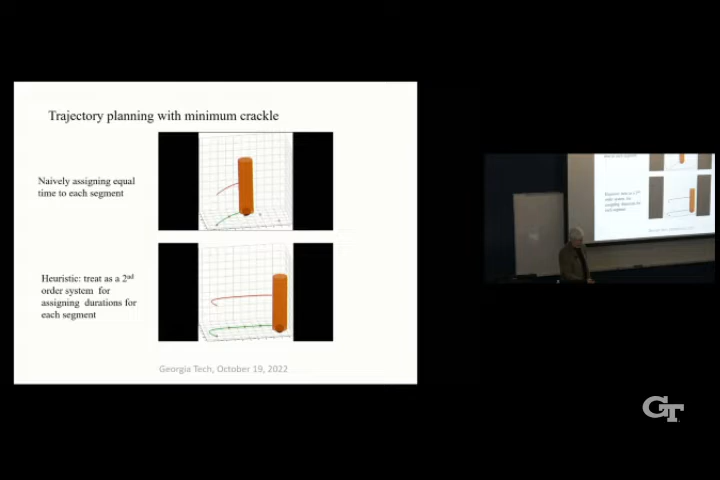 Trajectory planning with minimum crackle
Naively assigning equal
time to each segment
Heuristic: treat as a 2nd
order system for
assigning durations for
each segment
Georgia Tech, October 19, 2022
GT